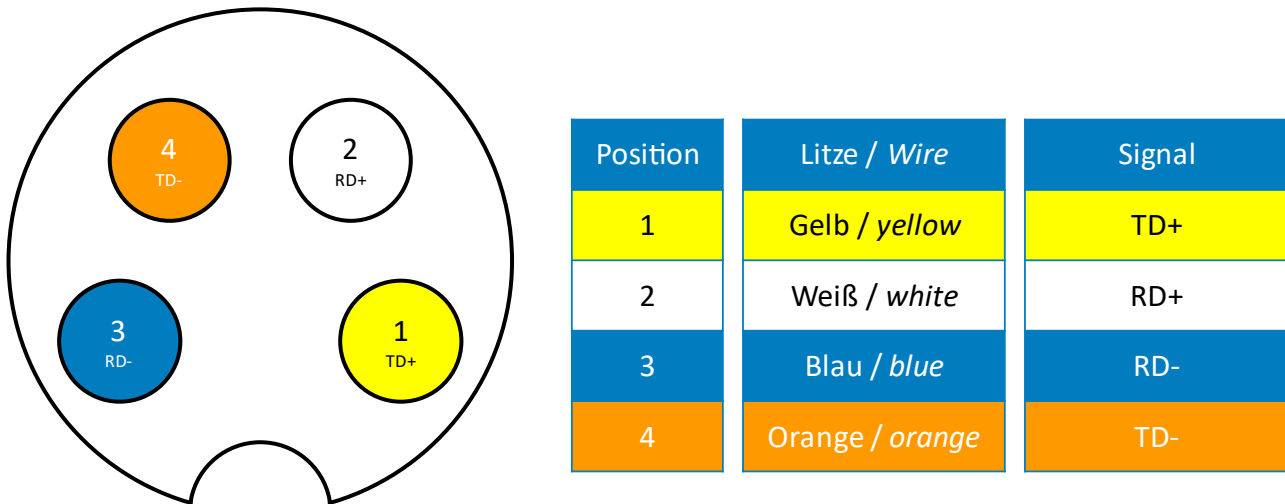 4
TD-
2
RD+
3
RD-
1
TD+
Position Litze / Wire Signal
1 Gelb / yellow TD+
2 Weiß / white RD+
3 Blau / blue RD-
4 Orange / orange TD-